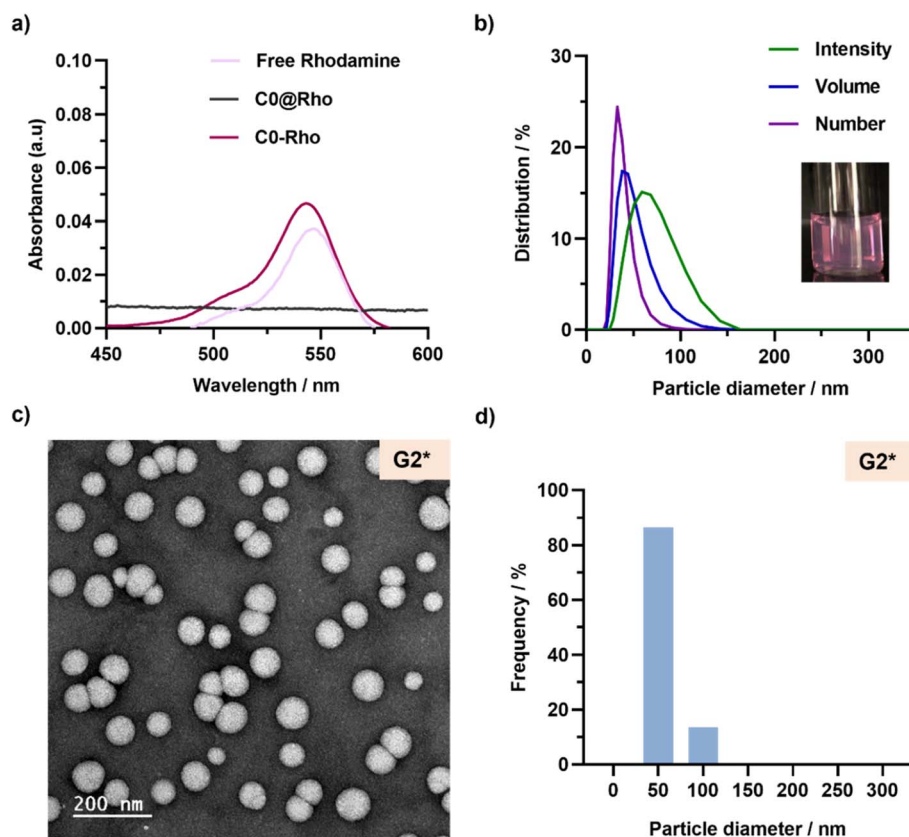 a)
0.10
0.08
0.06
0.04
0.02
0.00
Absorbance (a.u)
Free Rhodamine
C0@Rho
C0-Rho
450
500
550
600
Wavelength / nm
b)
30
20
10
0
Distribution / %
Intensity
Volume
Number
0
100
200
300
Particle diameter / nm
c)
G2*
200 nm
d)
G2*
100
80
60
40
20
0
Frequency / %
0
50
100
150
200
250
300
Particle diameter / nm